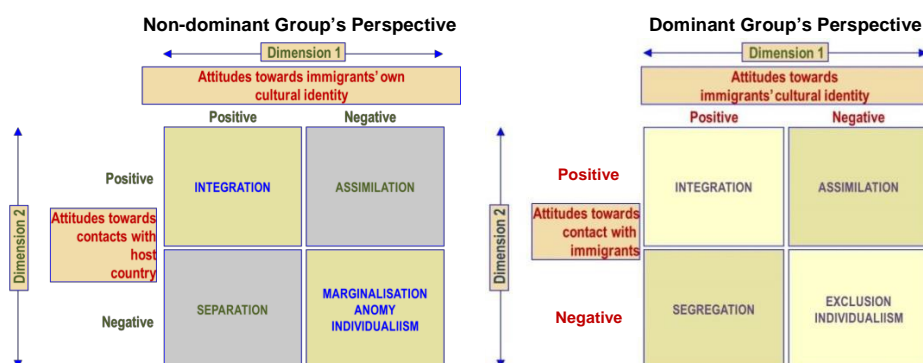 Non-dominant Group's Perspective
Dimension 1
Attitudes towards immigrants' own
cultural identity
Positive Negative
Dimension 2
Positive
Attitudes towards
contacts with
host
country
Negative
INTEGRATION
ASSIMILATION
SEPARATION
MARGINALISATION
ANOMY
INDIVIDUALIISM
Dominant Group's Perspective
Dimension 1
Attitudes towards
immigrants' cultural identity
Positive Negative
Dimension 2
Positive
Attitudes towards
contact with
immigrants
Negative
INTEGRATION
ASSIMILATION
SEGREGATION
EXCLUSION
INDIVIDUALIISM